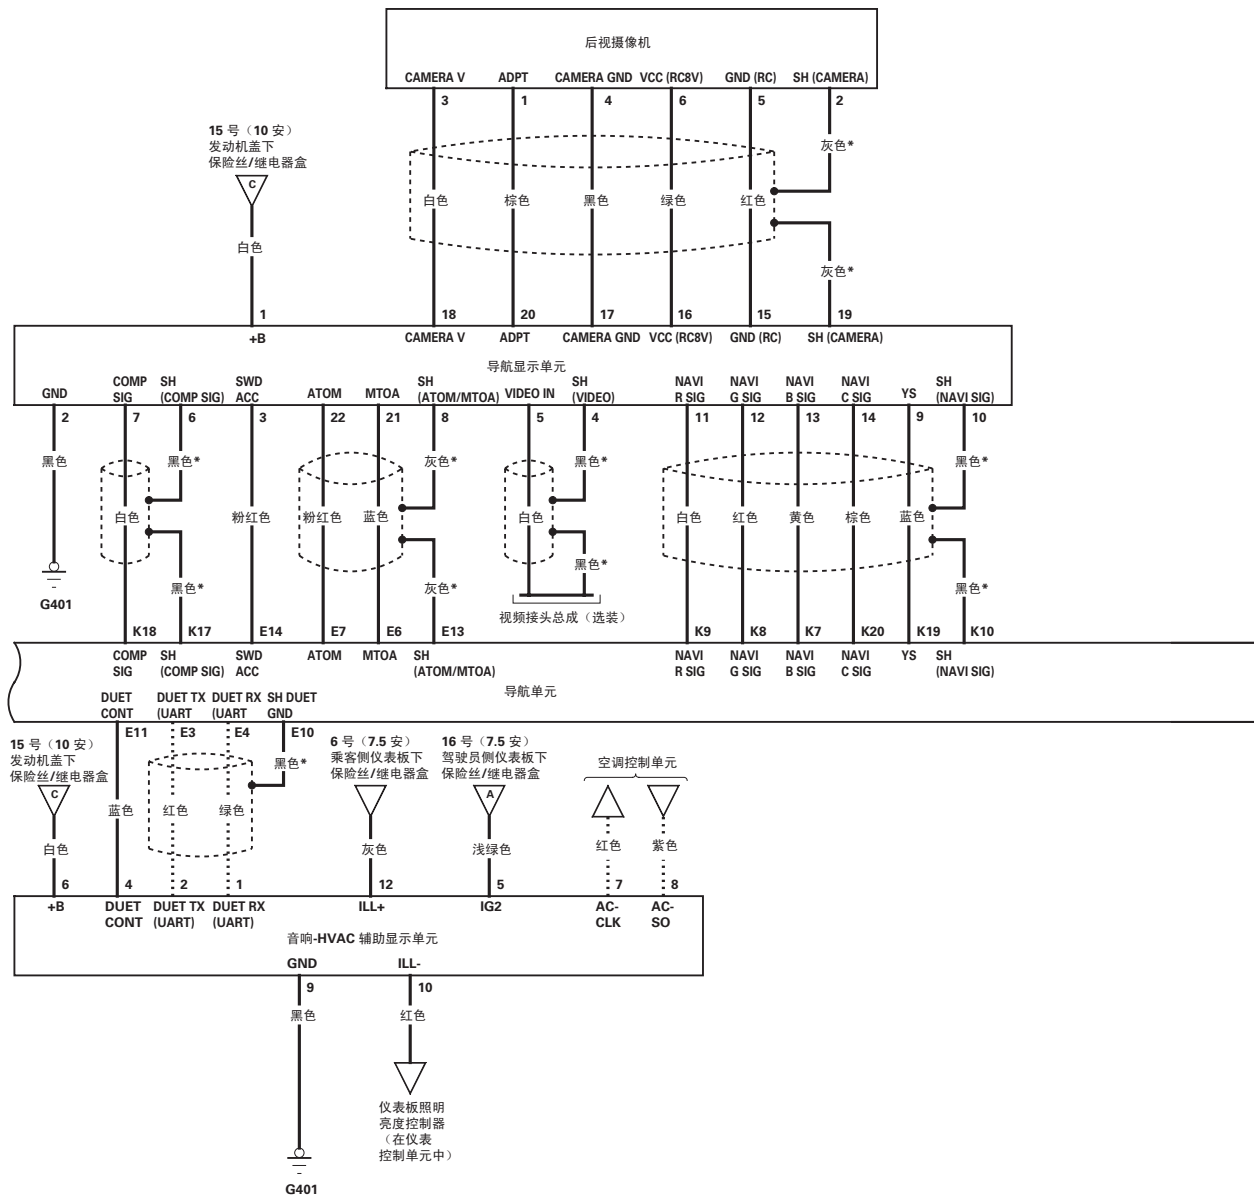 后视摄像机
CAMERA V ADPT CAMERA GND VCC (RC8V) GND (RC) SH (CAMERA)
3 1 4 6 5 2
15 号（10 安）
发动机盖下
保险丝/继电器盒
C
灰色*
白色 棕色 黑色 绿色 红色
白色
灰色*
1 18 20 17 16 15 19
+B CAMERA V ADPT CAMERA GND VCC (RC8V) GND (RC) SH (CAMERA)
导航显示单元
GND COMP SH SWD ATOM MTOA SH VIDEO IN SH NAVI NAVI NAVI NAVI YS SH
SIG (COMP SIG) ACC (ATOM/MTOA) (VIDEO) R SIG G SIG B SIG C SIG (NAVI SIG)
2 7 6 3 22 21 8 5 4 11 12 13 14 9 10
黑色 黑色* 灰色* 黑色* 黑色*
白色 粉红色 粉红色 蓝色 白色 白色 红色 黄色 棕色 蓝色
黑色* 灰色* 黑色* 黑色*
G401
视频接头总成（选装）
K18 K17 E14 E7 E6 E13 K9 K8 K7 K20 K19 K10
COMP SH SWD ATOM MTOA SH NAVI NAVI NAVI NAVI YS SH
SIG (COMP SIG) ACC (ATOM/MTOA) R SIG G SIG B SIG C SIG (NAVI SIG)
导航单元
DUET DUET TX DUET RX SH DUET
CONT (UART (UART GND
E11 E3 E4 E10
15 号（10 安）
发动机盖下
保险丝/继电器盒
C
黑色*
6 号（7.5 安）
乘客侧仪表板下
保险丝/继电器盒
16 号（7.5 安）
驾驶员侧仪表板下
保险丝/继电器盒
A
空调控制单元
蓝色 红色 绿色
白色 灰色 浅绿色 红色 紫色
6 4 2 1 12 5 7 8
+B DUET DUET TX DUET RX ILL+ IG2 AC- AC-
CONT (UART) (UART) CLK SO
音响-HVAC 辅助显示单元
GND ILL-
9 10
黑色 红色
仪表板照明
亮度控制器
（在仪表
控制单元中）
G401